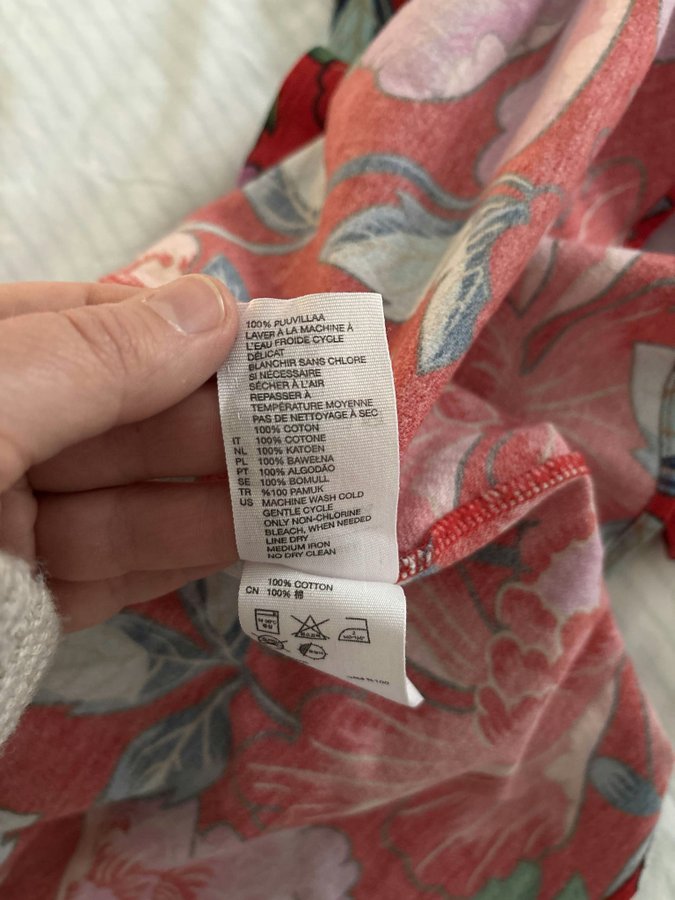 100% PUUVILLAA
LAVER À LA MACHINE À
L'EAU FROIDE CYCLE
DÉLICAT
BLANCHIR SANS CHLORE
SI NÉCESSAIRE
SÉCHER À L'AIR
REPASSER À
TEMPÉRATURE MOYENNE
PAS DE NETTOYAGE À SEC
100% COTON
IT 100% COTONE
NL 100% KATOEN
PL 100% BAWEŁNA
PT 100% ALGODÃO
SE 100% BOMULL
TR %100 PAMUK
US MACHINE WASH COLD
GENTLE CYCLE
ONLY NON-CHLORINE
BLEACH, WHEN NEEDED
LINE DRY
MEDIUM IRON
NO DRY CLEAN
100% COTTON
CN 100% 棉